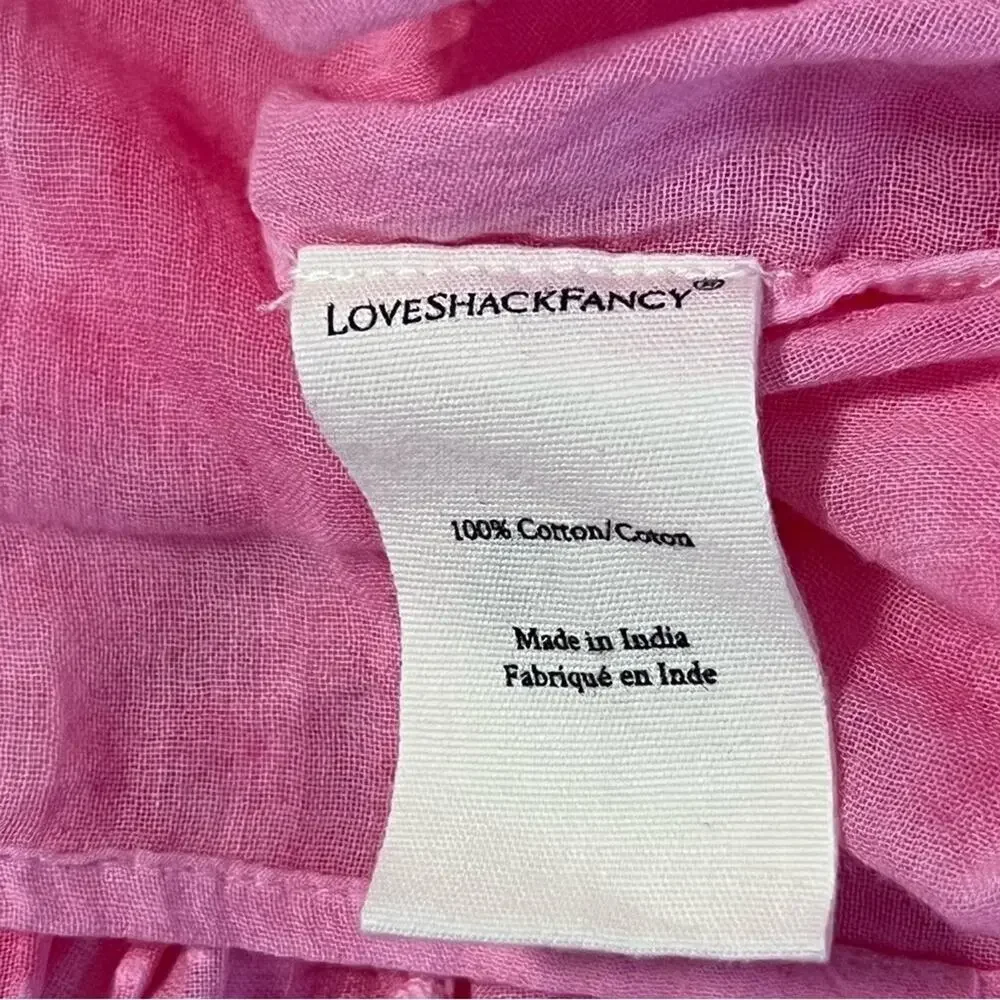 LOVESHACKFANCY®
100% Cotton/Coton
Made in India
Fabriqué en Inde